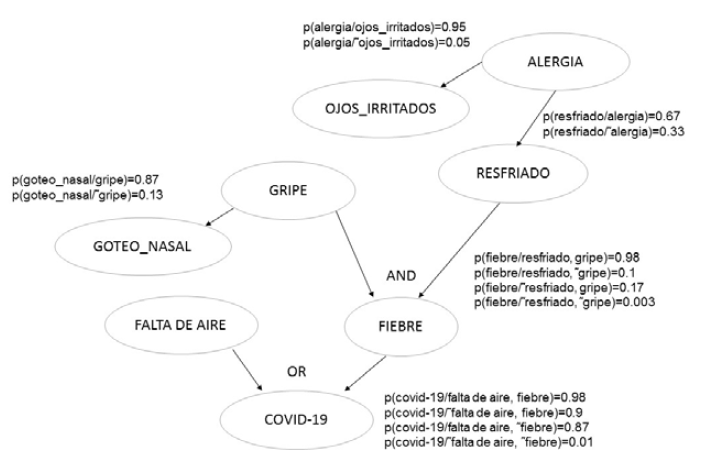 p(alergia/ojos_irritados)=0.95
p(alergia/˜ojos_irritados)=0.05
ALERGIA
OJOS_IRRITADOS
p(resfriado/alergia)=0.67
p(resfriado/˜alergia)=0.33
RESFRIADO
p(goteo_nasal/gripe)=0.87
p(goteo_nasal/˜gripe)=0.13
GRIPE
GOTEO_NASAL
p(fiebre/resfriado, gripe)=0.98
p(fiebre/resfriado, ˜gripe)=0.1
p(fiebre/˜resfriado, gripe)=0.17
p(fiebre/˜resfriado, ˜gripe)=0.003
AND
FALTA DE AIRE
FIEBRE
OR
COVID-19
p(covid-19/falta de aire, fiebre)=0.98
p(covid-19/˜falta de aire, fiebre)=0.9
p(covid-19/falta de aire, ˜fiebre)=0.87
p(covid-19/˜falta de aire, ˜fiebre)=0.01